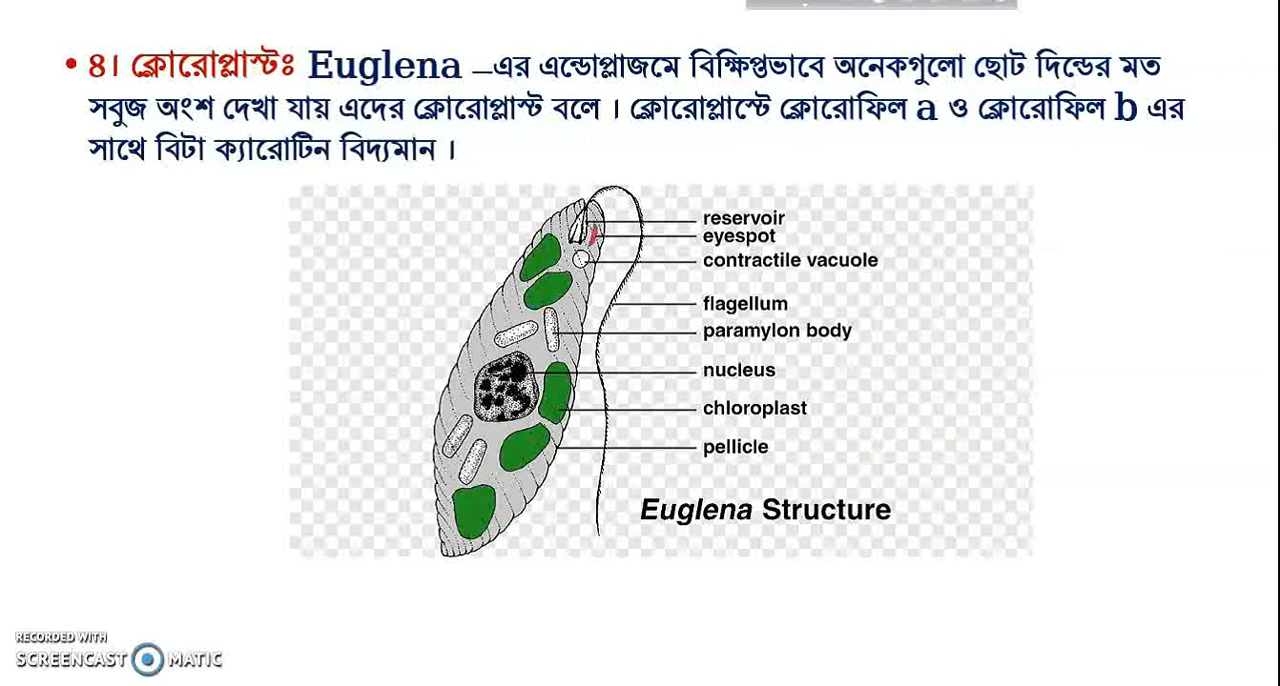 • ৪। ক্লোরোপ্লাস্টঃ Euglena –এর এন্ডোপ্লাজমে বিক্ষিপ্তভাবে অনেকগুলো ছোট দিন্ডের মত
সবুজ অংশ দেখা যায় এদের ক্লোরোপ্লাস্ট বলে । ক্লোরোপ্লাস্টে ক্লোরোফিল a ও ক্লোরোফিল b এর
সাথে বিটা ক্যারোটিন বিদ্যমান ।
reservoir
eyespot
contractile vacuole
flagellum
paramylon body
nucleus
chloroplast
pellicle
Euglena Structure
RECORDED WITH
SCREENCAST MATIC